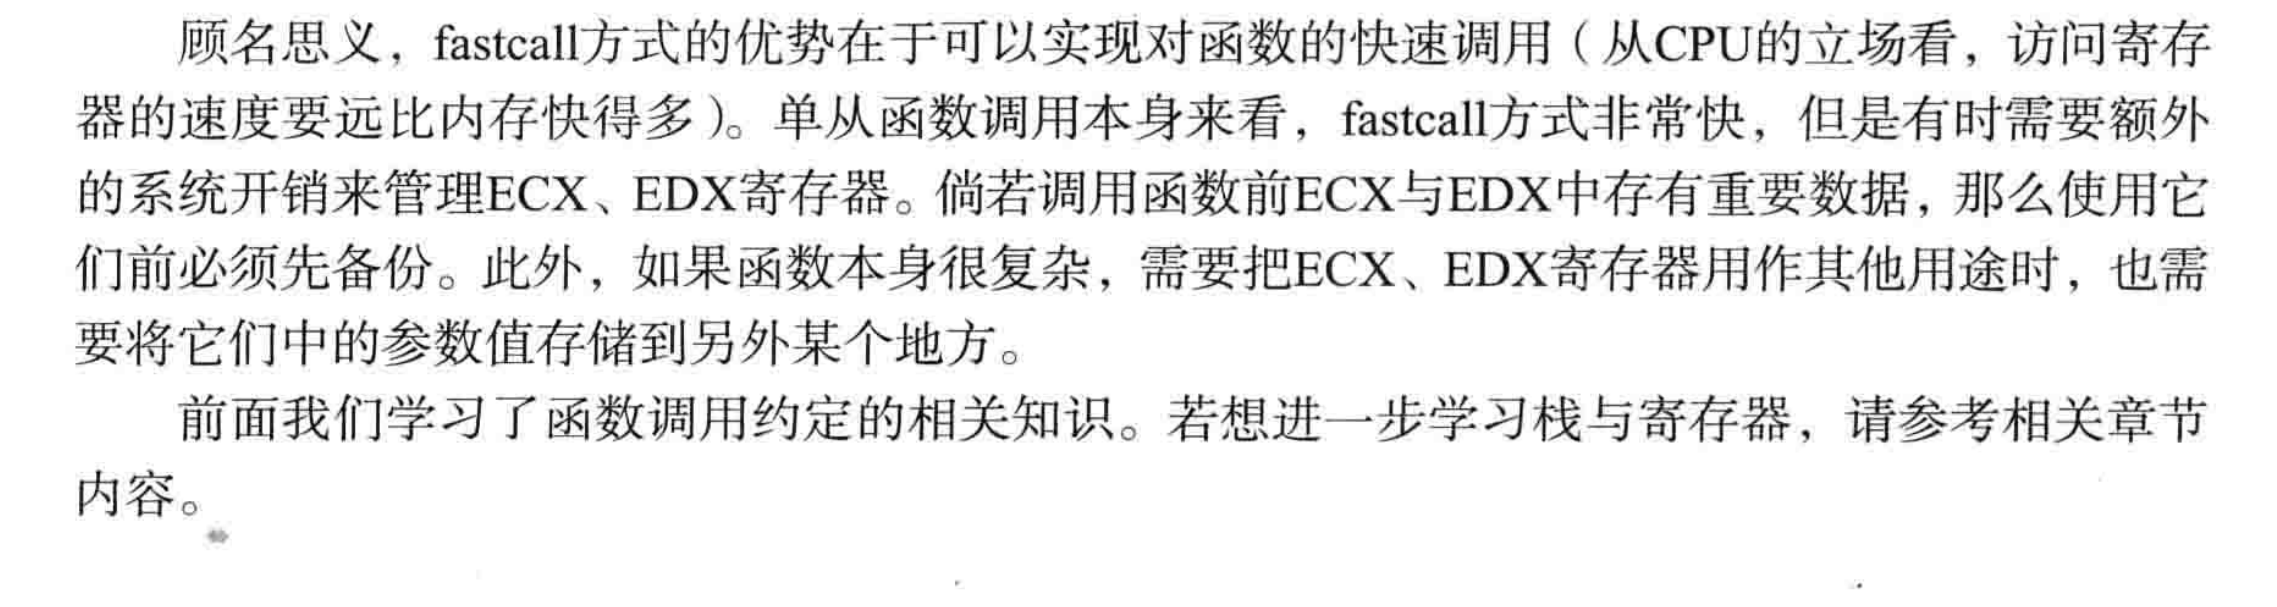 顾名思义，fastcall方式的优势在于可以实现对函数的快速调用（从CPU的立场看，访问寄存
器的速度要远比内存快得多）。单从函数调用本身来看，fastcall方式非常快，但是有时需要额外
的系统开销来管理ECX、EDX寄存器。倘若调用函数前ECX与EDX中存有重要数据，那么使用它
们前必须先备份。此外，如果函数本身很复杂，需要把ECX、EDX寄存器用作其他用途时，也需
要将它们中的参数值存储到另外某个地方。
前面我们学习了函数调用约定的相关知识。若想进一步学习栈与寄存器，请参考相关章节
内容。